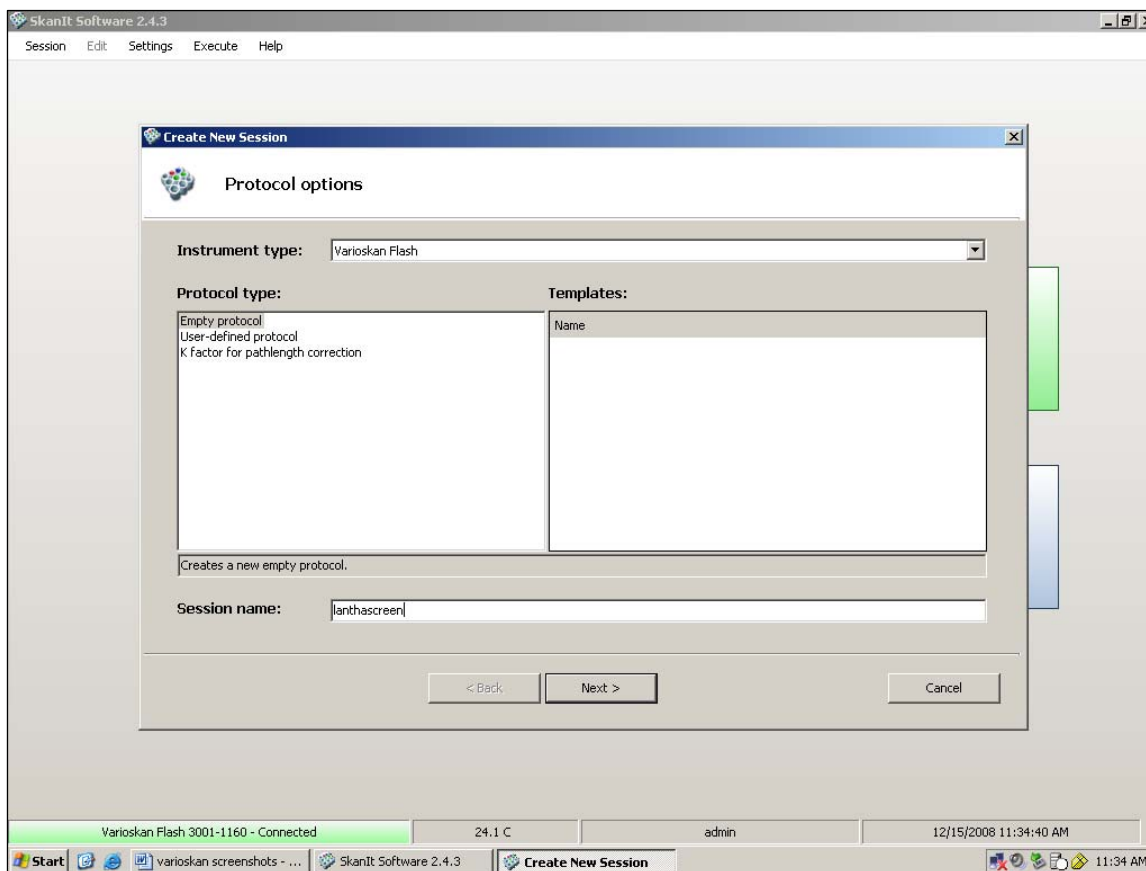 SkanIt Software 2.4.3
Session Edit Settings Execute Help
Create New Session
Protocol options
Instrument type: Varioskan Flash
Protocol type: Templates:
Empty protocol
User-defined protocol
K factor for pathlength correction
Name
Creates a new empty protocol.
Session name: lanthascreen
< Back Next > Cancel
Varioskan Flash 3001-1160 - Connected 24.1 C admin 12/15/2008 11:34:40 AM
Start varioskan screenshots - ... SkanIt Software 2.4.3 Create New Session 11:34 AM